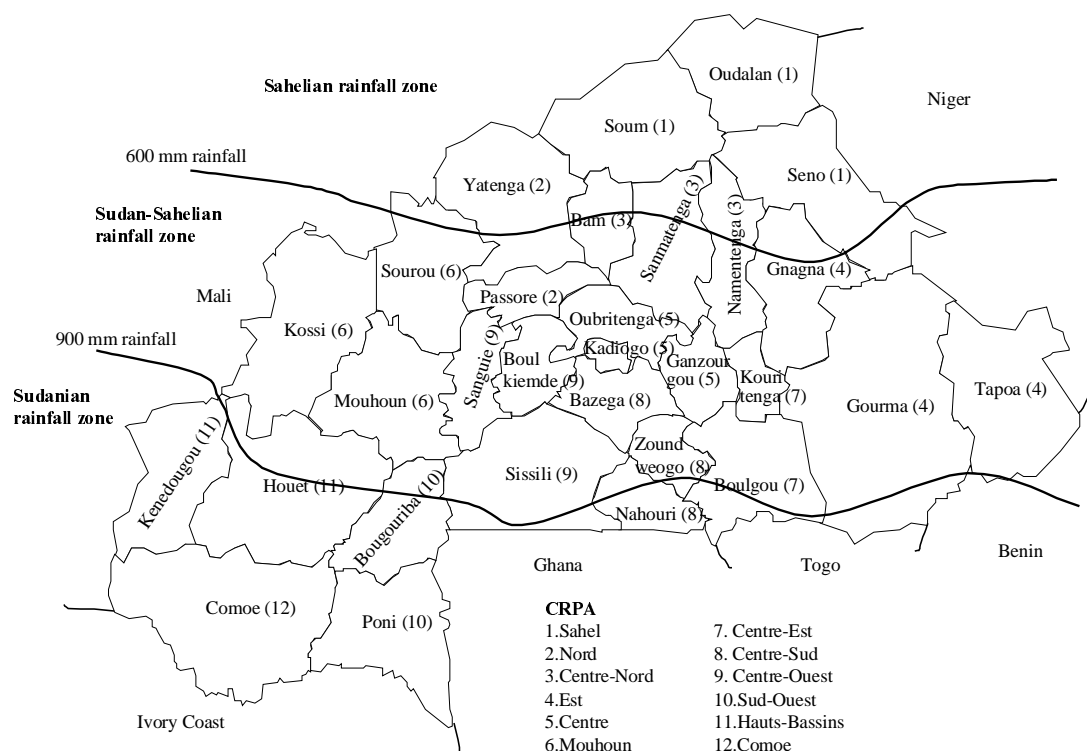 Oudalan (1)
Sahelian rainfall zone
Niger
Soum (1)
600 mm rainfall
Seno (1)
Yatenga (2)
Sudan-Sahelian
rainfall zone
Bam (3)
Sanmatenga (3)
Namentenga (3)
Gnagna (4)
Sourou (6)
Mali
Passore (2)
Kossi (6)
Oubritenga (5)
900 mm rainfall
Kadiogo (5)
Sanguie (9)
Boul
kiemde (9)
Ganzour
gou (5)
Kouri
tenga (7)
Sudanian
rainfall zone
Mouhoun (6)
Bazega (8)
Gourma (4)
Tapoa (4)
Kenedougou (11)
Zound
weogo (8)
Houet (11)
Bougouriba (10)
Sissili (9)
Boulgou (7)
Nahouri (8)
Ghana
Togo
Benin
Comoe (12)
Poni (10)
Ivory Coast
CRPA
1.Sahel
2.Nord
3.Centre-Nord
4.Est
5.Centre
6.Mouhoun
7. Centre-Est
8. Centre-Sud
9. Centre-Ouest
10.Sud-Ouest
11.Hauts-Bassins
12.Comoe